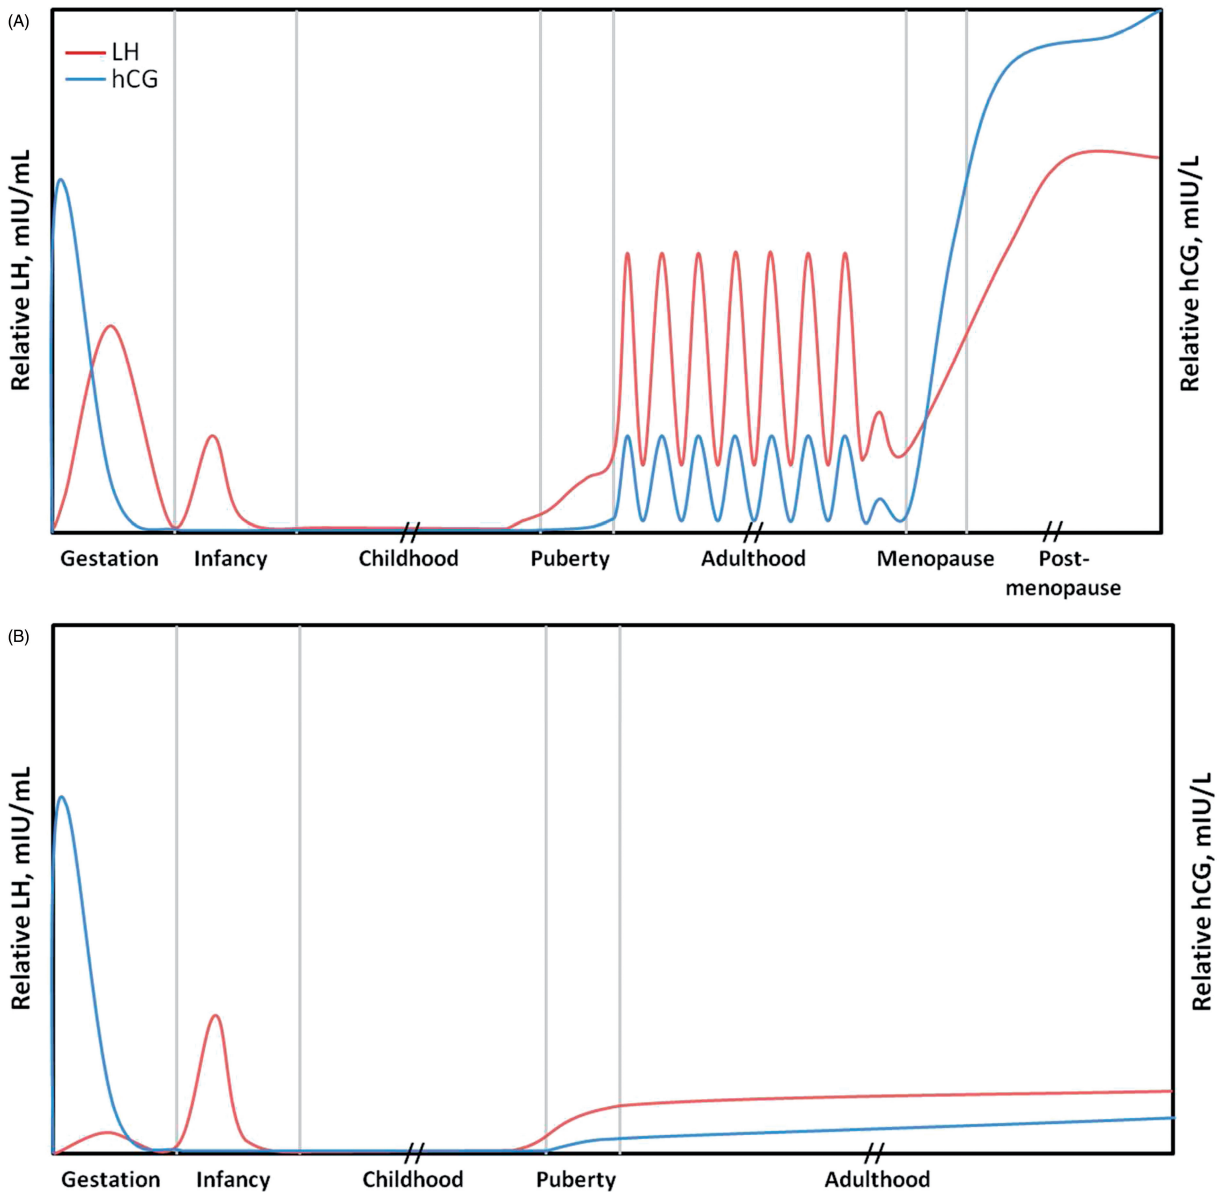 (A)
LH
hCG
Relative LH, mIU/mL
Relative hCG, mIU/L
Gestation
Infancy
Childhood
Puberty
Adulthood
Menopause
Post-
menopause
(B)
Relative LH, mIU/mL
Relative hCG, mIU/L
Gestation
Infancy
Childhood
Puberty
Adulthood